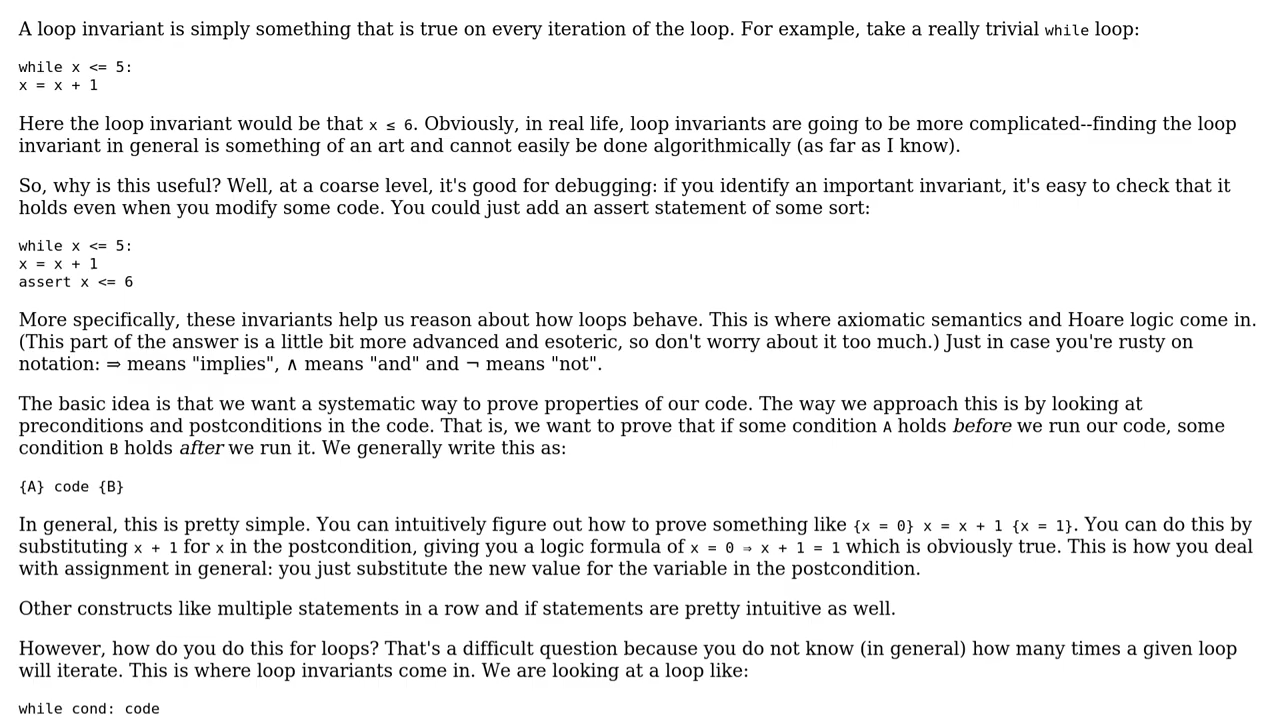 A loop invariant is simply something that is true on every iteration of the loop. For example, take a really trivial while loop:
while x <= 5:
x = x + 1
Here the loop invariant would be that x ≤ 6. Obviously, in real life, loop invariants are going to be more complicated--finding the loop
invariant in general is something of an art and cannot easily be done algorithmically (as far as I know).
So, why is this useful? Well, at a coarse level, it's good for debugging: if you identify an important invariant, it's easy to check that it
holds even when you modify some code. You could just add an assert statement of some sort:
while x <= 5:
x = x + 1
assert x <= 6
More specifically, these invariants help us reason about how loops behave. This is where axiomatic semantics and Hoare logic come in.
(This part of the answer is a little bit more advanced and esoteric, so don't worry about it too much.) Just in case you're rusty on
notation: ⇒ means "implies", ∧ means "and" and ¬ means "not".
The basic idea is that we want a systematic way to prove properties of our code. The way we approach this is by looking at
preconditions and postconditions in the code. That is, we want to prove that if some condition A holds before we run our code, some
condition B holds after we run it. We generally write this as:
{A} code {B}
In general, this is pretty simple. You can intuitively figure out how to prove something like {x = 0} x = x + 1 {x = 1}. You can do this by
substituting x + 1 for x in the postcondition, giving you a logic formula of x = 0 ⇒ x + 1 = 1 which is obviously true. This is how you deal
with assignment in general: you just substitute the new value for the variable in the postcondition.
Other constructs like multiple statements in a row and if statements are pretty intuitive as well.
However, how do you do this for loops? That's a difficult question because you do not know (in general) how many times a given loop
will iterate. This is where loop invariants come in. We are looking at a loop like:
while cond: code